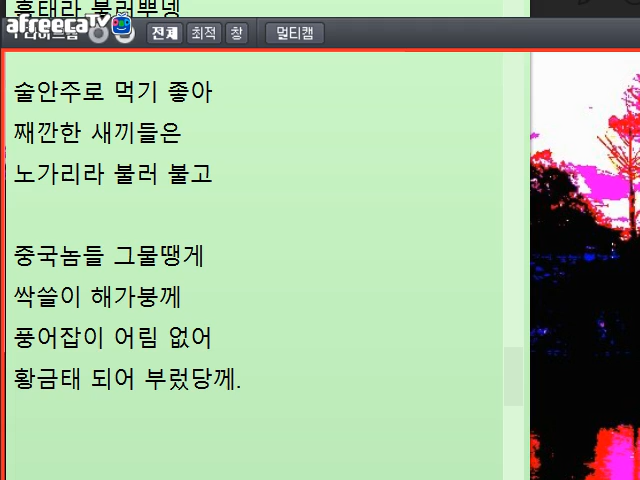 afreecaTV
전체 최적 창 멀티캠
술안주로 먹기 좋아
째깐한 새끼들은
노가리라 불러 불고
중국놈들 그물땡게
싹쓸이 해가붕께
풍어잡이 어림 없어
황금태 되어 부렀당께.